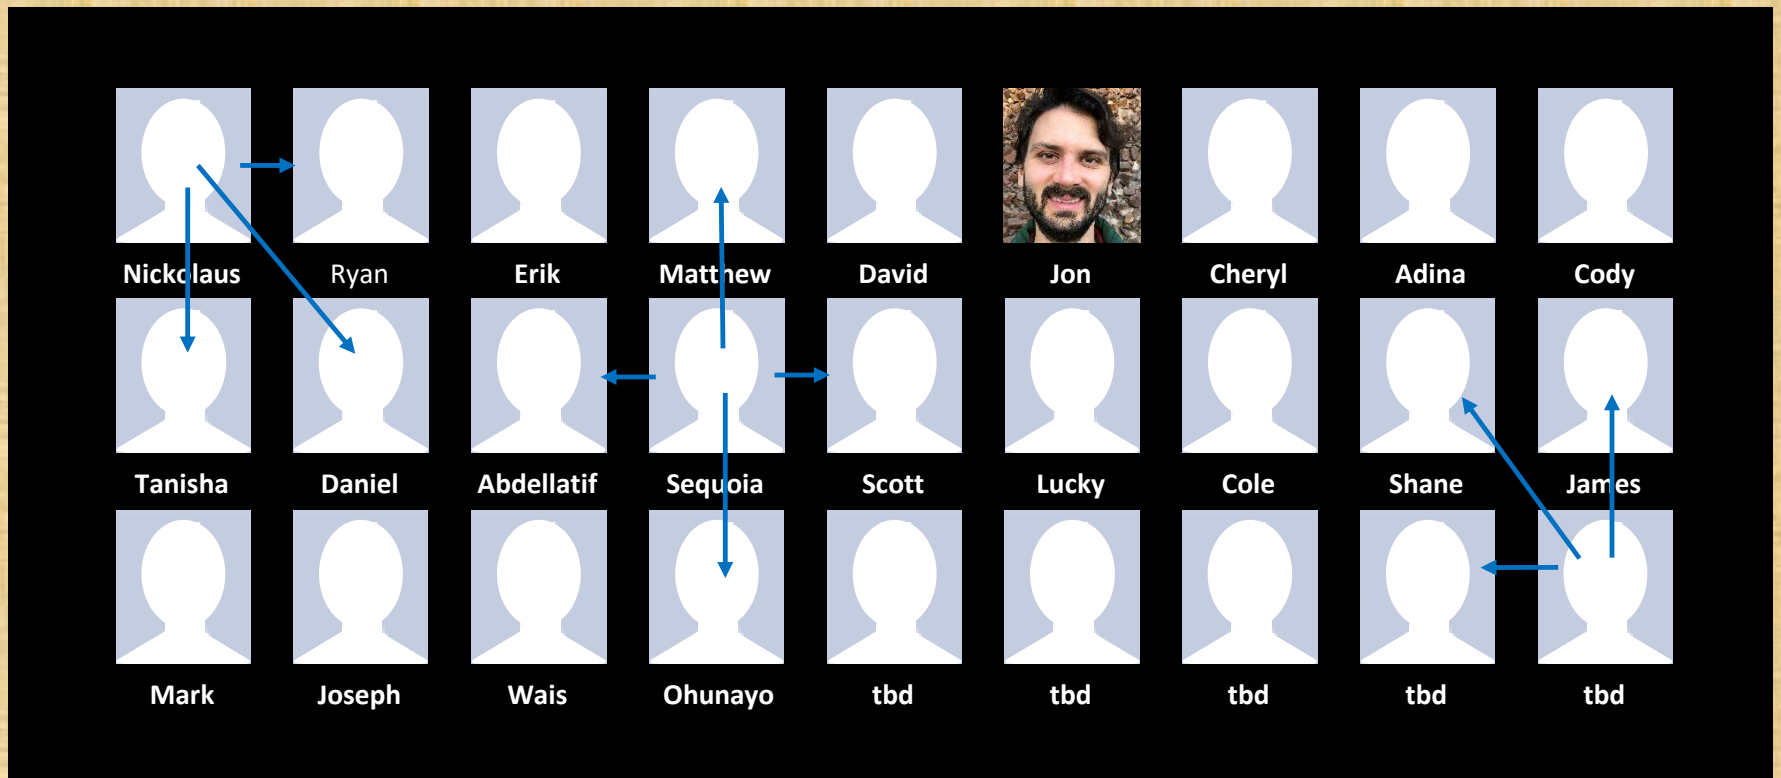 Nickolaus Ryan Erik Matthew David Jon Cheryl Adina Cody
Tanisha Daniel Abdellatif Sequoia Scott Lucky Cole Shane James
Mark Joseph Wais Ohunayo tbd tbd tbd tbd tbd